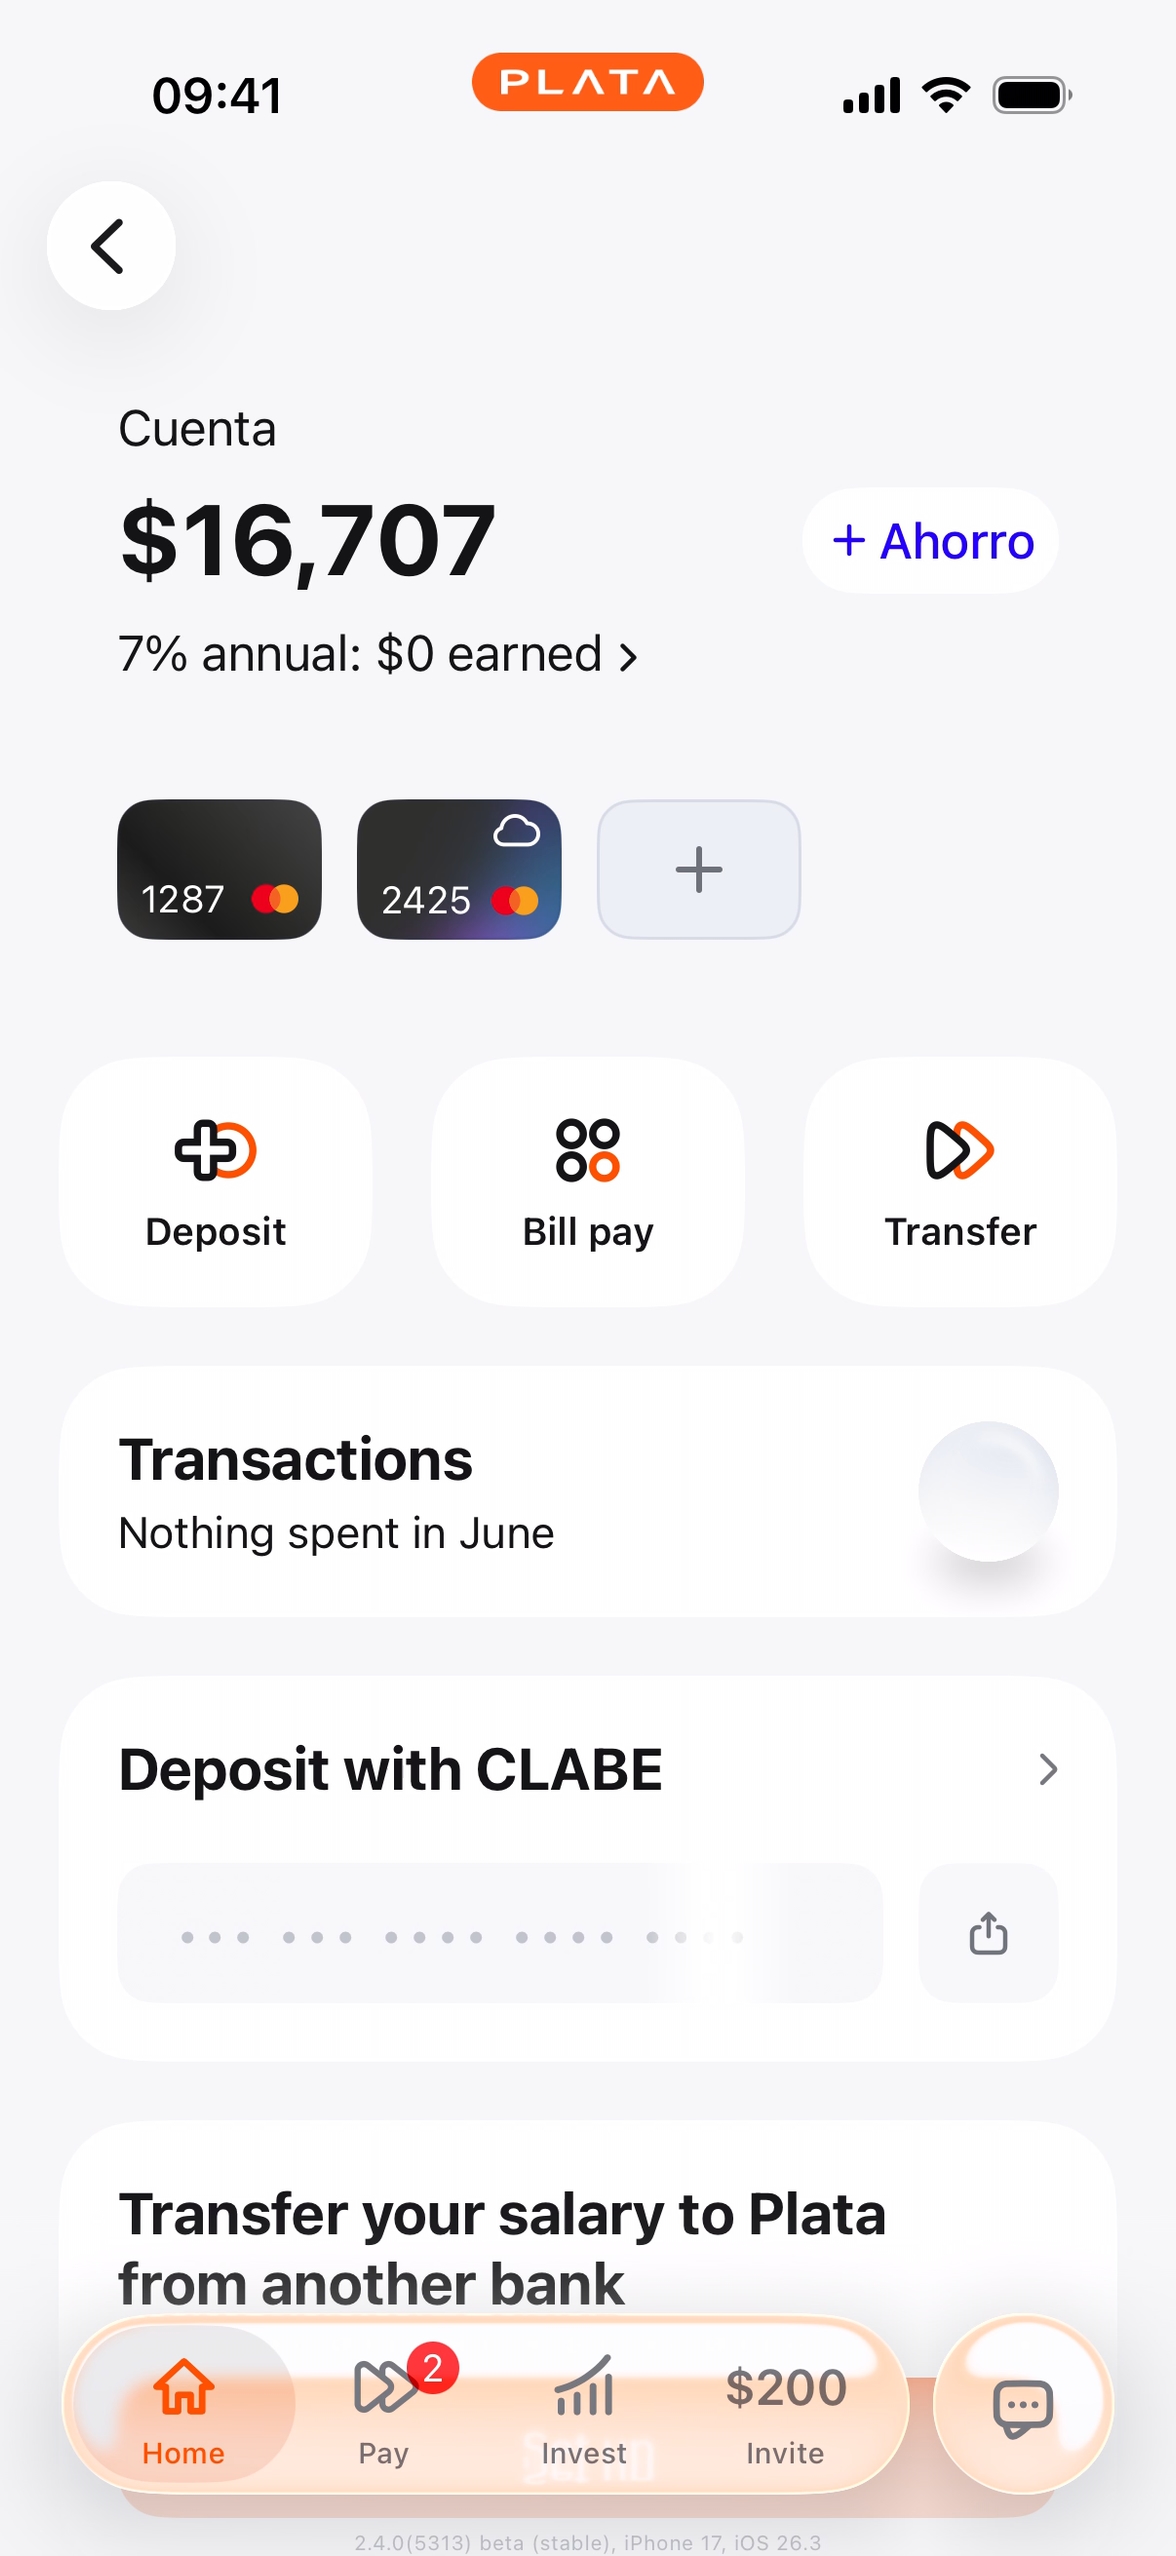 09:41
PLATA
Cuenta
$16,707
+ Ahorro
7% annual: $0 earned
1287
2425
Deposit
Bill pay
Transfer
Transactions
Nothing spent in June
Deposit with CLABE
Transfer your salary to Plata
from another bank
2
$200
Home
Pay
Invest
Invite
2.4.0(5313) beta (stable), iPhone 17, iOS 26.3